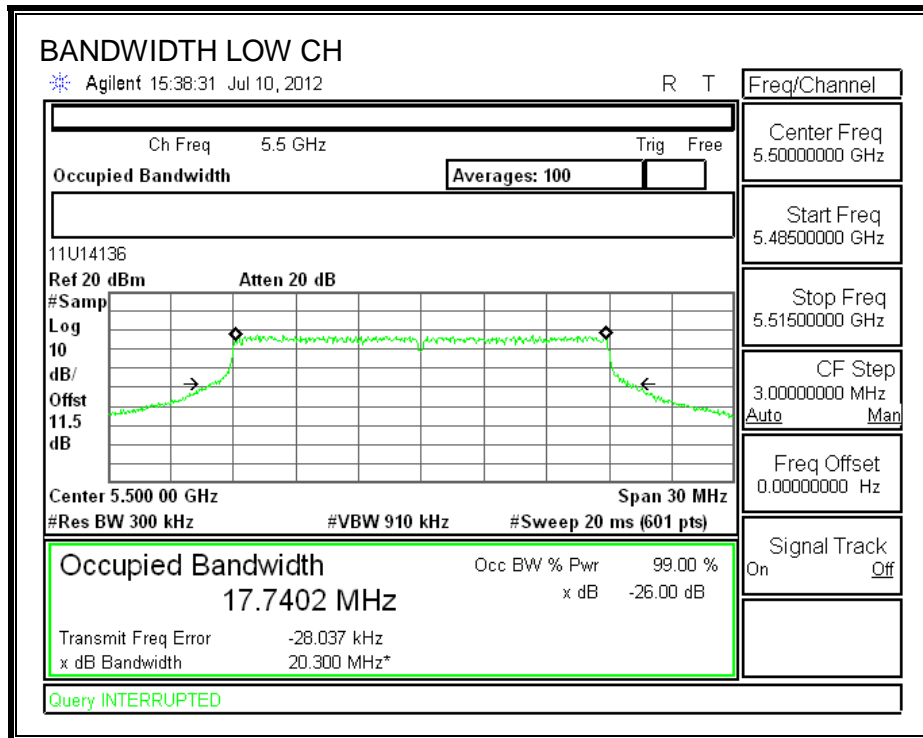 BANDWIDTH LOW CH
Agilent 15:38:31 Jul 10, 2012 R T
Ch Freq 5.5 GHz Trig Free
Occupied Bandwidth Averages: 100
11U14136
Ref 20 dBm Atten 20 dB
#Samp
Log
10
dB/
Offst
11.5
dB
Center 5.500 00 GHz Span 30 MHz
#Res BW 300 kHz #VBW 910 kHz #Sweep 20 ms (601 pts)
Occupied Bandwidth Occ BW % Pwr 99.00 %
17.7402 MHz x dB -26.00 dB
Transmit Freq Error -28.037 kHz
x dB Bandwidth 20.300 MHz*
Query INTERRUPTED
Freq/Channel
Center Freq
5.50000000 GHz
Start Freq
5.48500000 GHz
Stop Freq
5.51500000 GHz
CF Step
3.00000000 MHz
Auto Man
Freq Offset
0.00000000 Hz
Signal Track
On Off